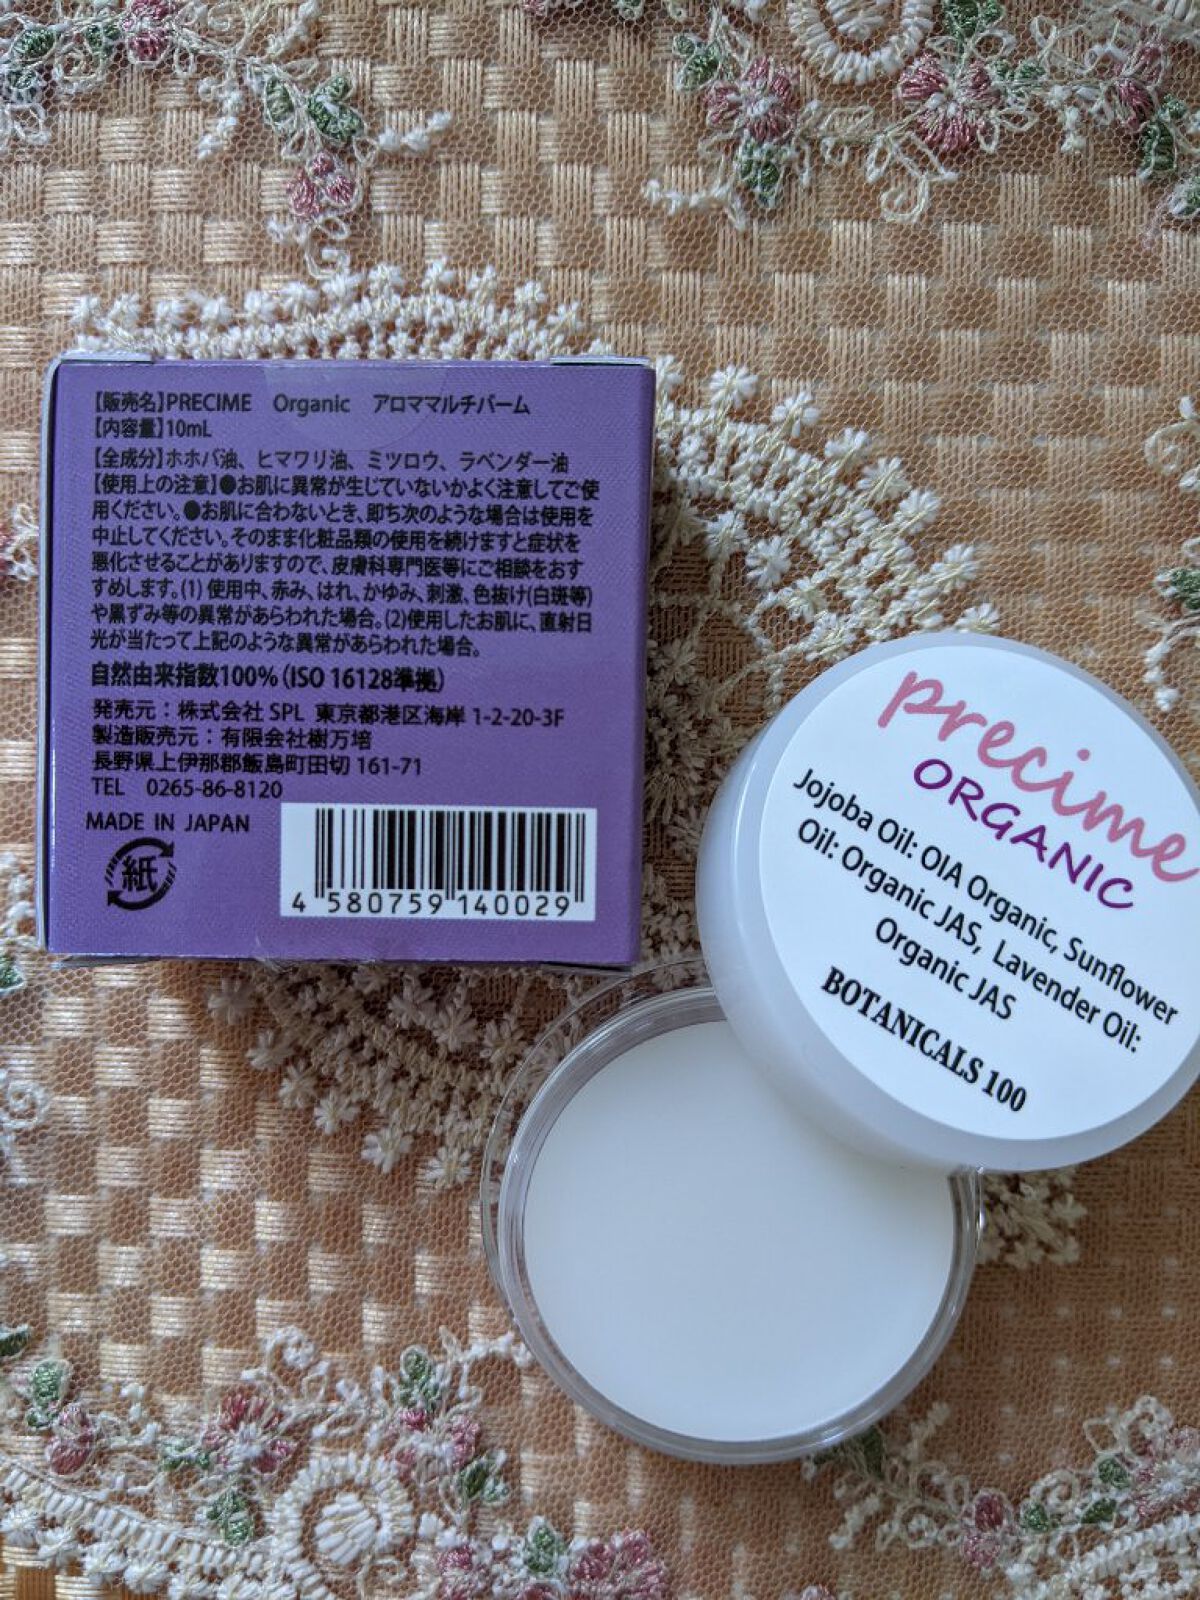 【販売名】PRECIME Organic アロママルチバーム
【内容量】10mL
【全成分】ホホバ油、ヒマワリ油、ミツロウ、ラベンダー油
【使用上の注意】●お肌に異常が生じていないかよく注意してご使
用ください。●お肌に合わないとき、即ち次のような場合は使用を
中止してください。そのまま化粧品類の使用を続けますと症状を
悪化させることがありますので、皮膚科専門医等にご相談をおす
すめします。(1) 使用中、赤み、はれ、かゆみ、刺激、色抜け(白斑等)
や黒ずみ等の異常があらわれた場合。(2)使用したお肌に、直射日
光が当たって上記のような異常があらわれた場合。
自然由来指数100%(ISO 16128準拠)
発売元：株式会社 SPL 東京都港区海岸 1-2-20-3F
製造販売元：有限会社樹万培
長野県上伊那郡飯島町田切 161-71
TEL 0265-86-8120
MADE IN JAPAN
紙
4 580759 140029
precime
ORGANIC
Jojoba Oil: OIA Organic, Sunflower
Oil: Organic JAS, Lavender Oil:
Organic JAS
BOTANICALS 100